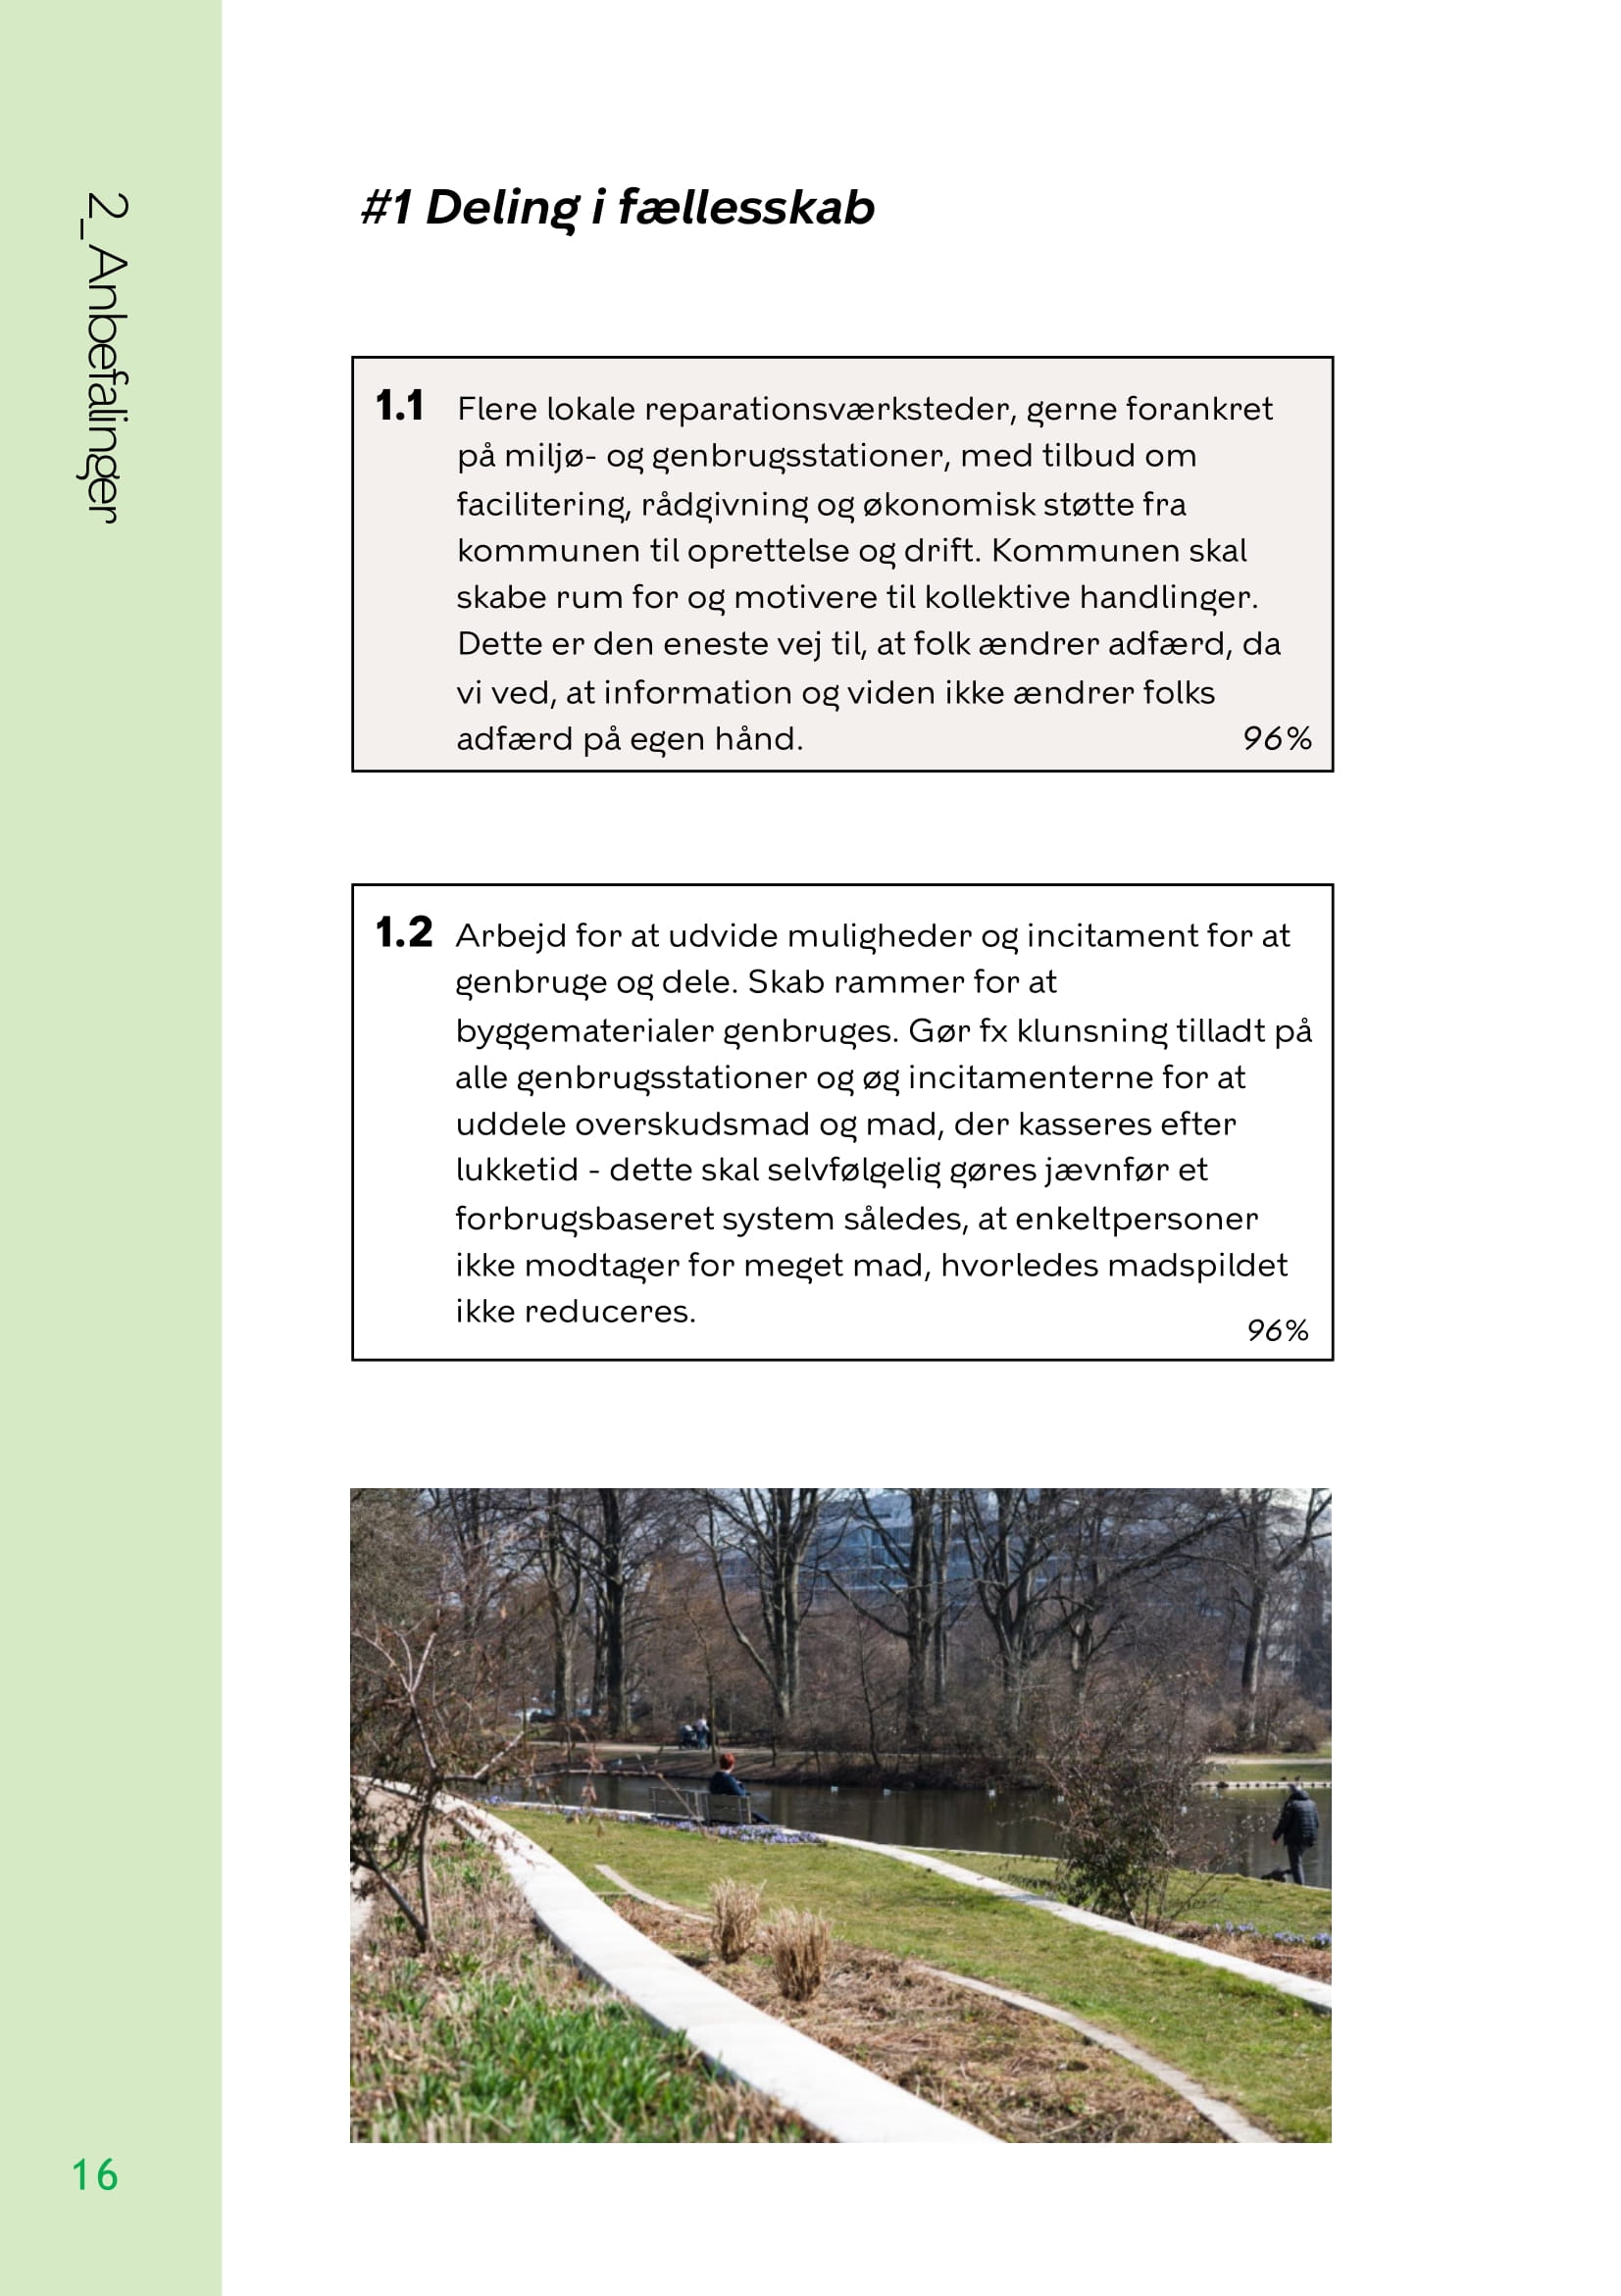 2_Anbefalinger
#1 Deling i fællesskab
1.1 Flere lokale reparationsværksteder, gerne forankret
på miljø- og genbrugsstationer, med tilbud om
facilitering, rådgivning og økonomisk støtte fra
kommunen til oprettelse og drift. Kommunen skal
skabe rum for og motivere til kollektive handlinger.
Dette er den eneste vej til, at folk ændrer adfærd, da
vi ved, at information og viden ikke ændrer folks
adfærd på egen hånd. 96%
1.2 Arbejd for at udvide muligheder og incitament for at
genbruge og dele. Skab rammer for at
byggematerialer genbruges. Gør fx klunsning tilladt på
alle genbrugsstationer og øg incitamenterne for at
uddele overskudsmad og mad, der kasseres efter
lukketid - dette skal selvfølgelig gøres jævnfør et
forbrugsbaseret system således, at enkeltpersoner
ikke modtager for meget mad, hvorledes madspildet
ikke reduceres.
96%
16